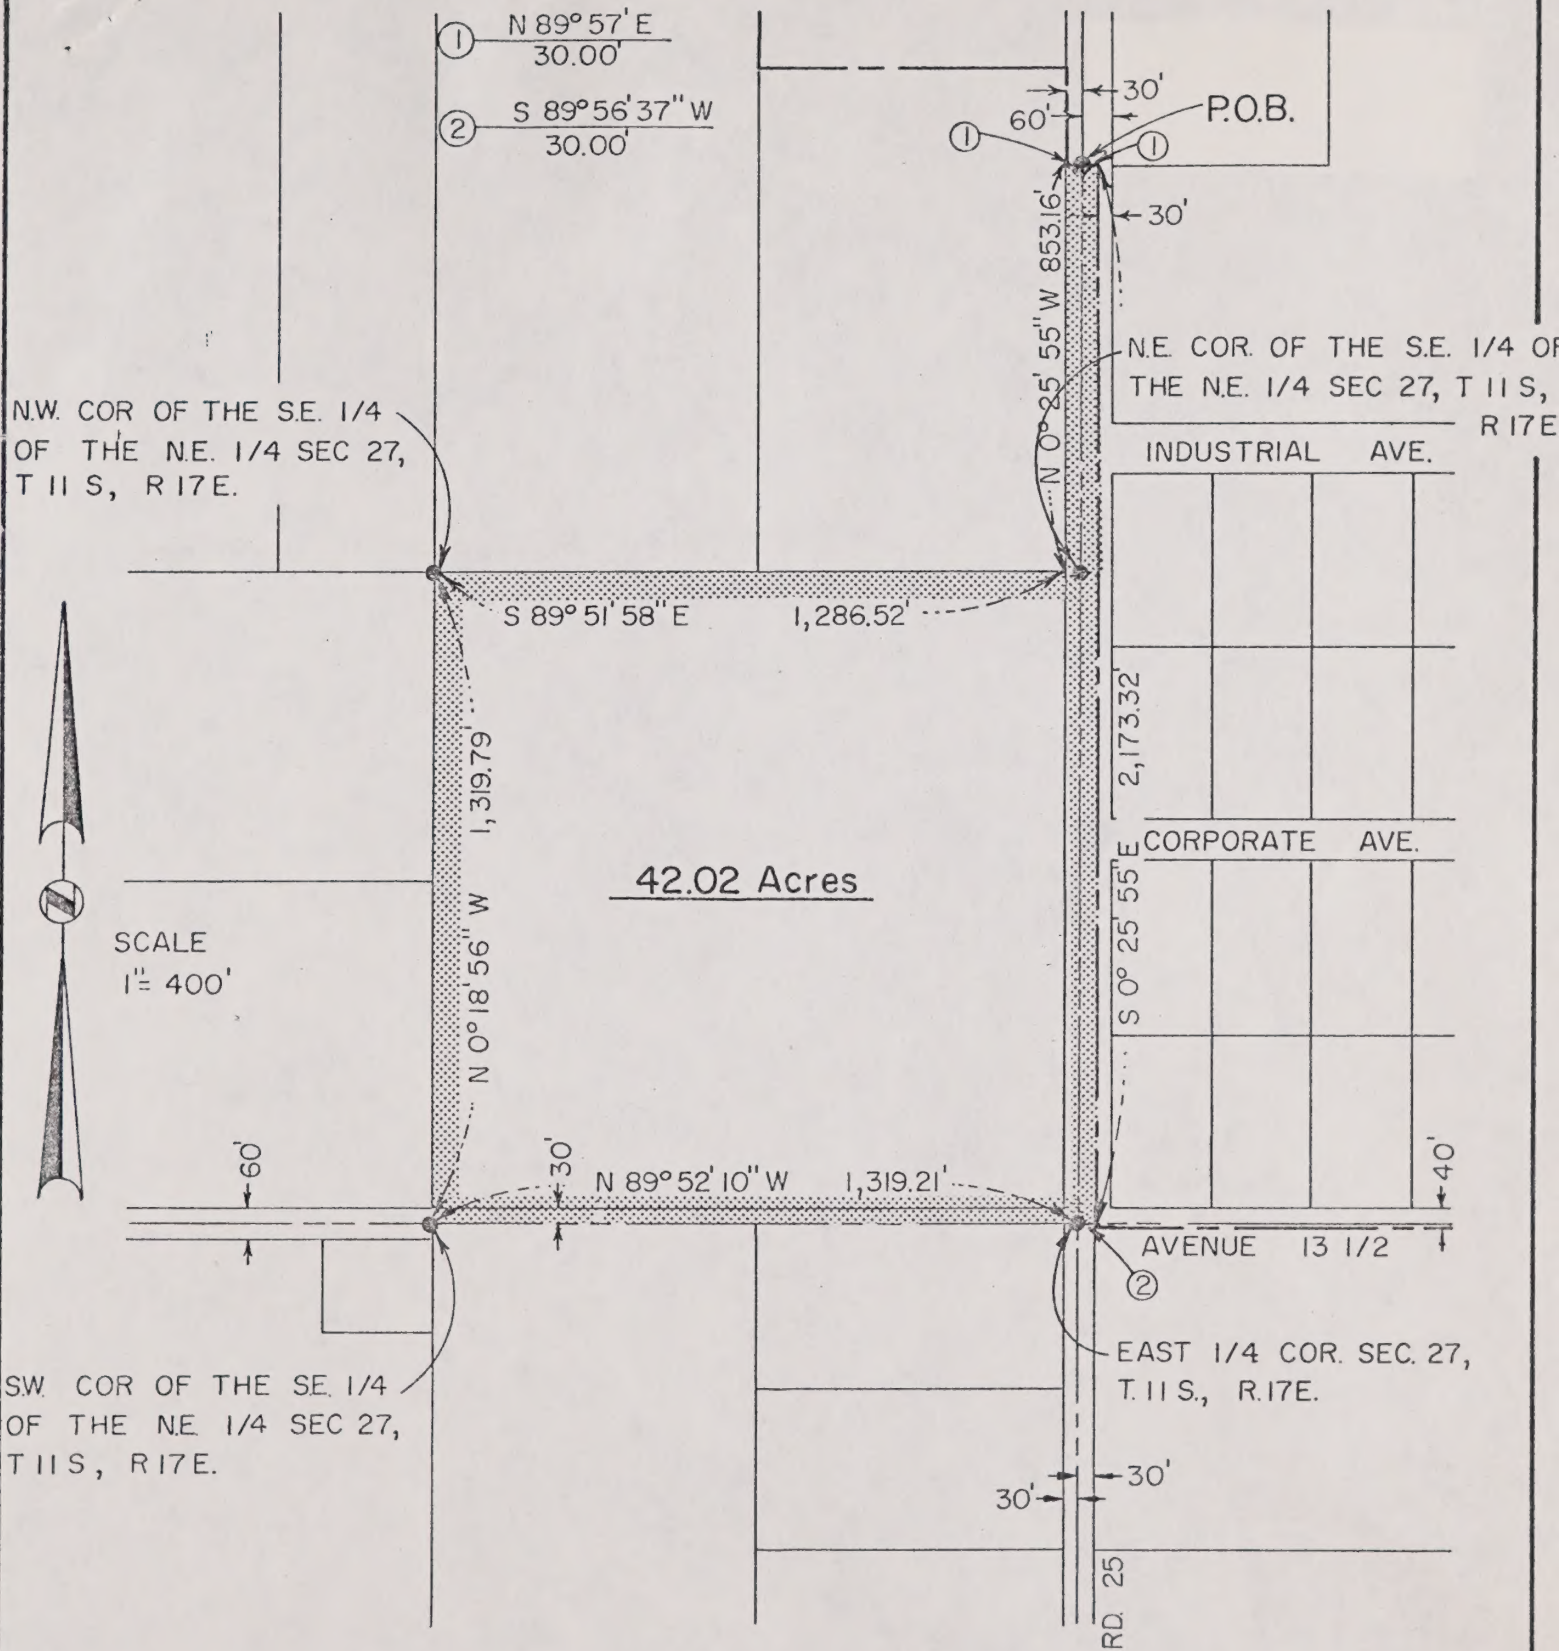 ① N 89° 57' E
30.00'
② S 89° 56' 37" W
30.00'
30'
60'
P.O.B.
①
①
30'
N 0° 25' 55" W 853.16'
N.E. COR. OF THE S.E. 1/4 OF
THE N.E. 1/4 SEC 27, T 11 S,
R 17E
N.W. COR OF THE S.E. 1/4
OF THE N.E. 1/4 SEC 27,
T 11 S, R 17E.
INDUSTRIAL AVE.
S 89° 51' 58" E 1,286.52'
N 0° 18' 56" W 1,319.79'
S 0° 25' 55" E 2,173.32'
CORPORATE AVE.
42.02 Acres
N
SCALE
1"= 400'
60'
30'
N 89° 52' 10" W 1,319.21'
40'
AVENUE 13 1/2
②
EAST 1/4 COR. SEC. 27,
T. 11 S., R. 17E.
S.W. COR OF THE S.E. 1/4
OF THE N.E. 1/4 SEC 27,
T 11 S, R 17E.
30'
30'
RD. 25